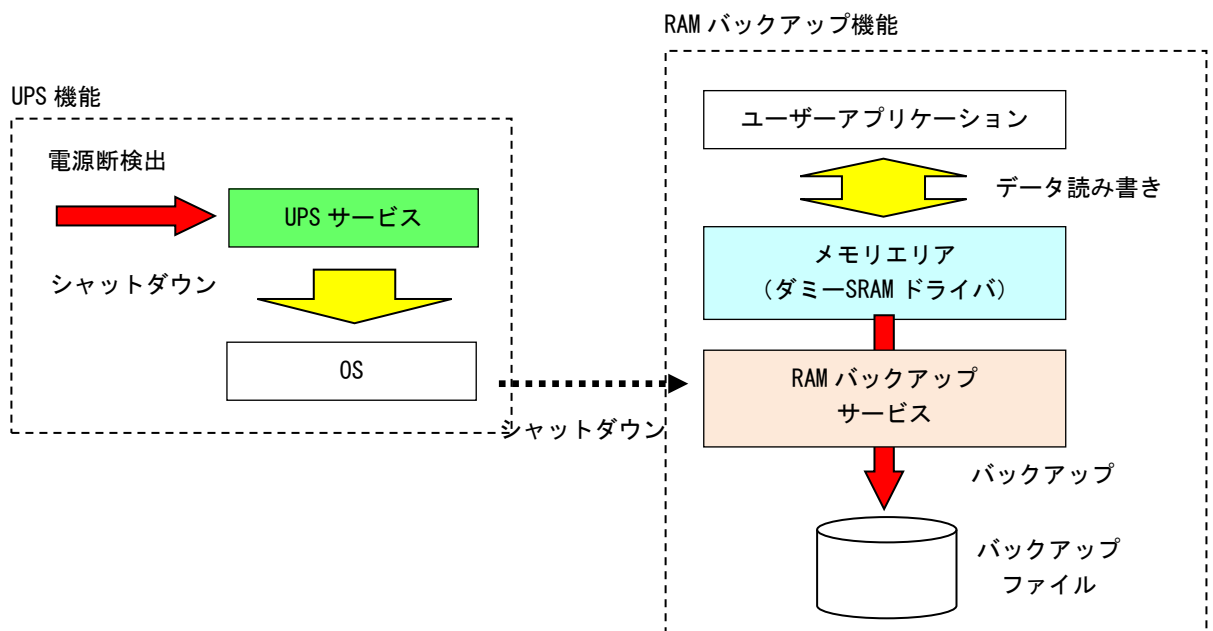 RAM バックアップ機能
UPS 機能
電源断検出
UPS サービス
シャットダウン
OS
シャットダウン
ユーザーアプリケーション
データ読み書き
メモリエリア
（ダミーSRAM ドライバ）
RAM バックアップ
サービス
バックアップ
バックアップ
ファイル